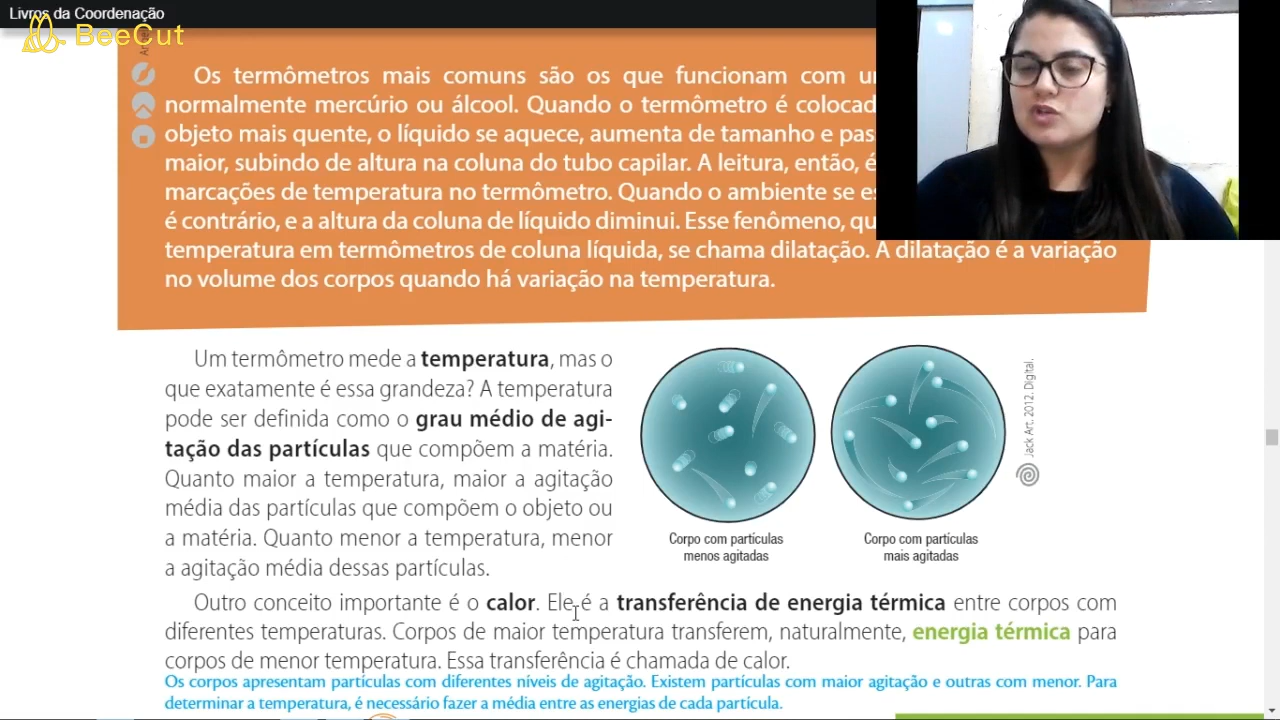 Livros da Coordenação
BeeCut
Os termômetros mais comuns são os que funcionam com
normalmente mercúrio ou álcool. Quando o termômetro é
objeto mais quente, o líquido se aquece, aumenta de tamanho e
maior, subindo de altura na coluna do tubo capilar. A leitura, então, é
marcações de temperatura no termômetro. Quando o ambiente se
é contrário, e a altura da coluna de líquido diminui. Esse fenômeno,
temperatura em termômetros de coluna líquida, se chama dilatação. A dilatação é a variação
no volume dos corpos quando há variação na temperatura.
Um termômetro mede a temperatura, mas o
que exatamente é essa grandeza? A temperatura
pode ser definida como o grau médio de agi-
tação das partículas que compõem a matéria.
Quanto maior a temperatura, maior a agitação
média das partículas que compõem o objeto ou
a matéria. Quanto menor a temperatura, menor
a agitação média dessas partículas.
Corpo com partículas
menos agitadas
Corpo com partículas
mais agitadas
Jack Art. 2012. Digital.
Outro conceito importante é o calor. Ele é a transferência de energia térmica entre corpos com
diferentes temperaturas. Corpos de maior temperatura transferem, naturalmente, energia térmica para
corpos de menor temperatura. Essa transferência é chamada de calor.
Os corpos apresentam partículas com diferentes níveis de agitação. Existem partículas com maior agitação e outras com menor. Para
determinar a temperatura, é necessário fazer a média entre as energias de cada partícula.